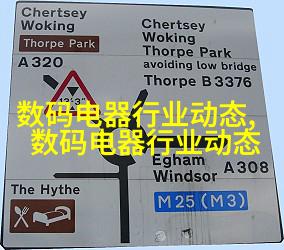 Chertsey
Woking
Thorpe Park
A320
Chertsey
Woking
Thorpe Park
avoiding low bridge
Thorpe B3376
数码电器行业动态,
数码电器行业动态
Egham
Windsor
A308
M25 (M3)
The Hythe